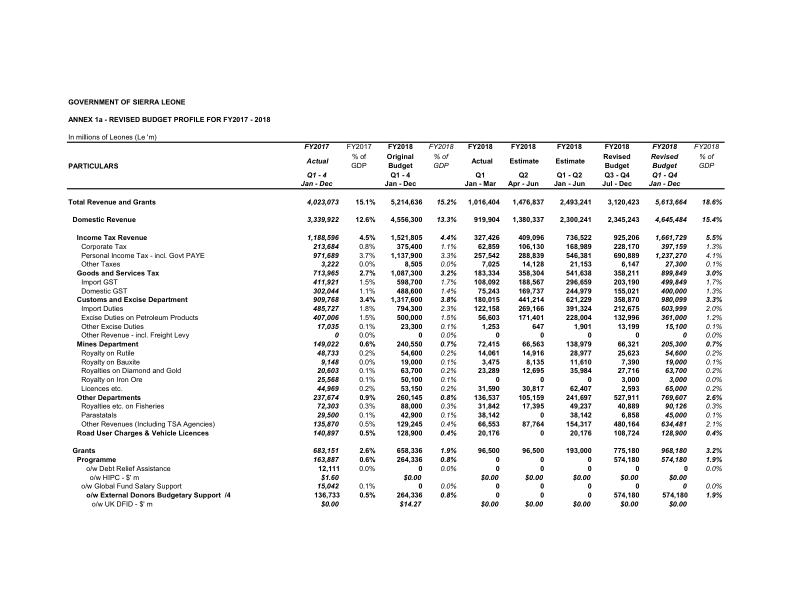 GOVERNMENT OF SIERRA LEONE
ANNEX 1a - REVISED BUDGET PROFILE FOR FY2017 - 2018
In millions of Leones (Le 'm)
FY2017 FY2017 FY2018 FY2018 FY2018 FY2018 FY2018 FY2018 FY2018 FY2018
PARTICULARS Actual % of GDP Original Budget % of GDP Actual Estimate Estimate Revised Budget Revised Budget % of GDP
Q1 - 4 Q1 - 4 Q1 Q2 Q1 - Q2 Q3 - Q4 Q1 - Q4
Jan - Dec Jan - Dec Jan - Mar Apr - Jun Jan - Jun Jul - Dec Jan - Dec
Total Revenue and Grants 4,023,073 15.1% 5,214,636 15.2% 1,016,404 1,476,837 2,493,241 3,120,423 5,613,664 18.6%
Domestic Revenue 3,339,922 12.6% 4,556,300 13.3% 919,904 1,380,337 2,300,241 2,345,243 4,645,484 15.4%
Income Tax Revenue 1,188,596 4.5% 1,521,805 4.4% 327,426 409,096 736,522 925,206 1,661,729 5.5%
Corporate Tax 213,684 0.8% 375,400 1.1% 62,859 106,130 168,989 228,170 397,159 1.3%
Personal Income Tax - incl. Govt PAYE 971,689 3.7% 1,137,900 3.3% 257,542 288,839 546,381 690,889 1,237,270 4.1%
Other Taxes 3,222 0.0% 8,505 0.0% 7,025 14,128 21,153 6,147 27,300 0.1%
Goods and Services Tax 713,965 2.7% 1,087,300 3.2% 183,334 358,304 541,638 358,211 899,849 3.0%
Import GST 411,921 1.5% 598,700 1.7% 108,092 188,567 296,659 203,190 499,849 1.7%
Domestic GST 302,044 1.1% 488,600 1.4% 75,243 169,737 244,979 155,021 400,000 1.3%
Customs and Excise Department 909,768 3.4% 1,317,600 3.8% 180,015 441,214 621,229 358,870 980,099 3.3%
Import Duties 485,727 1.8% 794,300 2.3% 122,158 269,166 391,324 212,675 603,999 2.0%
Excise Duties on Petroleum Products 407,006 1.5% 500,000 1.5% 56,603 171,401 228,004 132,996 361,000 1.2%
Other Excise Duties 17,035 0.1% 23,300 0.1% 1,253 647 1,901 13,199 15,100 0.1%
Other Revenue - incl. Freight Levy 0 0.0% 0 0.0% 0 0 0 0 0 0.0%
Mines Department 149,022 0.6% 240,550 0.7% 72,415 66,563 138,979 66,321 205,300 0.7%
Royalty on Rutile 48,733 0.2% 54,600 0.2% 14,061 14,916 28,977 25,623 54,600 0.2%
Royalty on Bauxite 9,148 0.0% 19,000 0.1% 3,475 8,135 11,610 7,390 19,000 0.1%
Royalties on Diamond and Gold 20,603 0.1% 63,700 0.2% 23,289 12,695 35,984 27,716 63,700 0.2%
Royalty on Iron Ore 25,568 0.1% 50,100 0.1% 0 0 0 3,000 3,000 0.0%
Licences etc. 44,969 0.2% 53,150 0.2% 31,590 30,817 62,407 2,593 65,000 0.2%
Other Departments 237,674 0.9% 260,145 0.8% 136,537 105,159 241,697 527,911 769,607 2.6%
Royalties etc. on Fisheries 72,303 0.3% 88,000 0.3% 31,842 17,395 49,237 40,889 90,126 0.3%
Parastatals 29,500 0.1% 42,900 0.1% 38,142 0 38,142 6,858 45,000 0.1%
Other Revenues (Including TSA Agencies) 135,870 0.5% 129,245 0.4% 66,553 87,764 154,317 480,164 634,481 2.1%
Road User Charges & Vehicle Licences 140,897 0.5% 128,900 0.4% 20,176 0 20,176 108,724 128,900 0.4%
Grants 683,151 2.6% 658,336 1.9% 96,500 96,500 193,000 775,180 968,180 3.2%
Programme 163,887 0.6% 264,336 0.8% 0 0 0 574,180 574,180 1.9%
o/w Debt Relief Assistance 12,111 0.0% 0 0.0% 0 0 0 0 0 0.0%
o/w HIPC - $' m $1.60 $0.00 $0.00 $0.00 $0.00 $0.00 $0.00
o/w Global Fund Salary Support 15,042 0.1% 0 0.0% 0 0 0 0 0 0.0%
o/w External Donors Budgetary Support /4 136,733 0.5% 264,336 0.8% 0 0 0 574,180 574,180 1.9%
o/w UK DFID - $' m $0.00 $14.27 $0.00 $0.00 $0.00 $0.00 $0.00